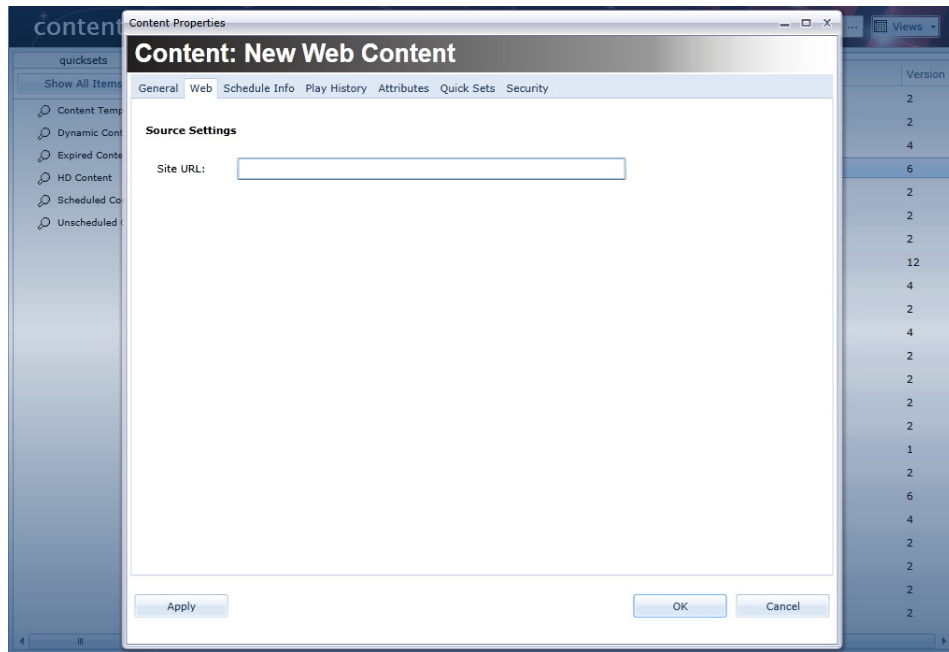 content
Content Properties
...
Views
Content: New Web Content
quicksets
Show All Items
General Web Schedule Info Play History Attributes Quick Sets Security
Version
Content Temp
Dynamic Cont
Expired Conte
HD Content
Scheduled Co
Unscheduled
Source Settings
Site URL:
2
2
4
6
2
2
2
12
4
2
4
2
2
2
2
1
2
6
4
2
2
2
2
Apply OK Cancel